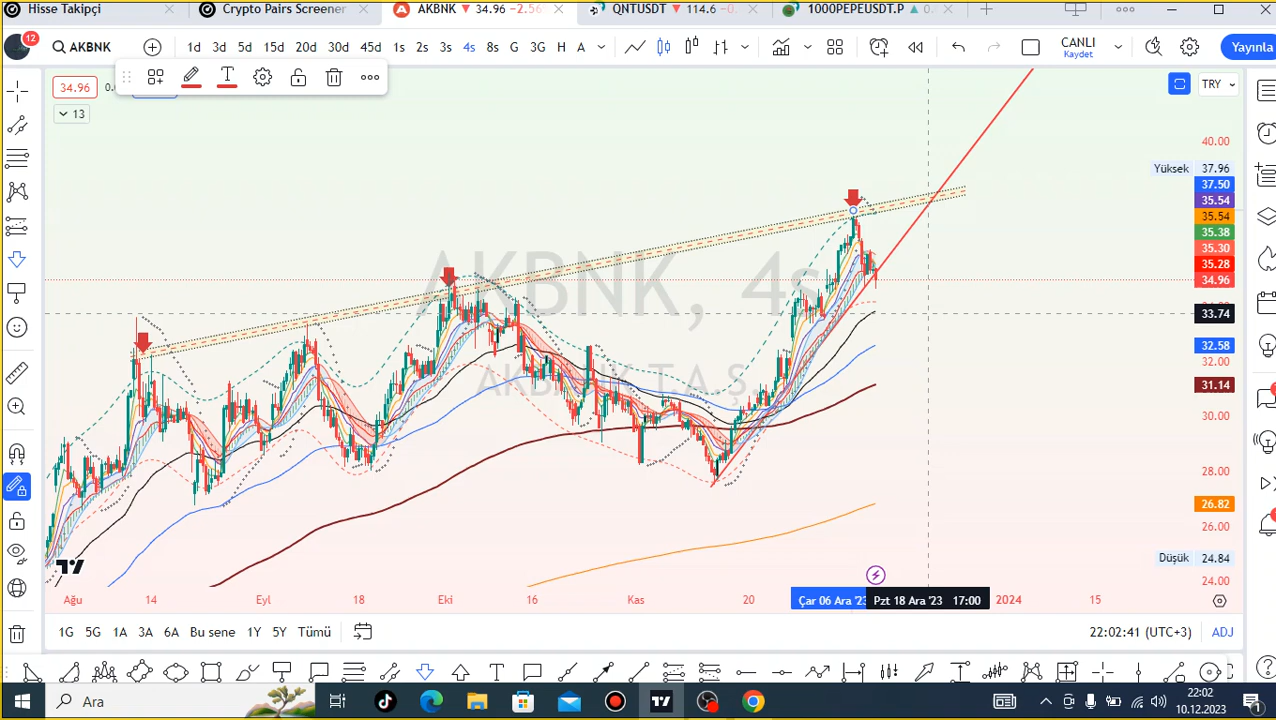 Hisse Takipçi
Crypto Pairs Screener
AKBNK ▼ 34.96 −2.56
QNTUSDT ▼ 114.6
1000PEPEUSDT.P ▲ 0.
12
AKBNK
1d 3d 5d 15d 20d 30d 45d 1s 2s 3s 4s 8s G 3G H A
CANLI
Kaydet
Yayınla
34.96
13
TRY
AKBNK, 4s
AKBANK T.A.Ş.
40.00
Yüksek 37.96
37.50
35.54
35.54
35.38
35.30
35.28
34.96
33.74
32.58
32.00
31.14
30.00
28.00
26.82
26.00
Düşük 24.84
24.00
Ağu 14 Eyl 18 Eki 16 Kas 20 Çar 06 Ara '23 Pzt 18 Ara '23 17:00 2024 15
1G 5G 1A 3A 6A Bu sene 1Y 5Y Tümü
22:02:41 (UTC+3) ADJ
Ara
22:02
10.12.2023
1